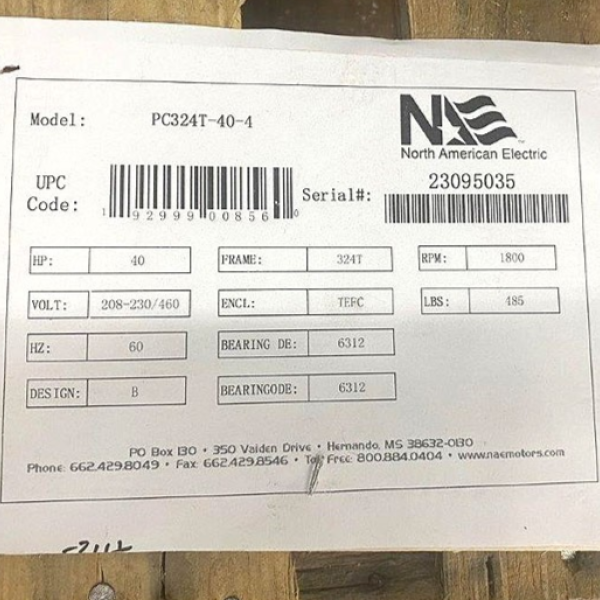 Model: PC324T-40-4
NAE
North American Electric
UPC Code:
1 92999 00856 0
Serial#: 23095035
HP: 40 FRAME: 324T RPM: 1800
VOLT: 208-230/460 ENCL: TEFC LBS: 485
HZ: 60 BEARING DE: 6312
DESIGN: B BEARINGODE: 6312
PO Box 130 • 350 Vaiden Drive • Hernando, MS 38632-0130
Phone: 662.429.8049 • Fax: 662.429.8546 • Toll Free: 800.884.0404 • www.naemotors.com